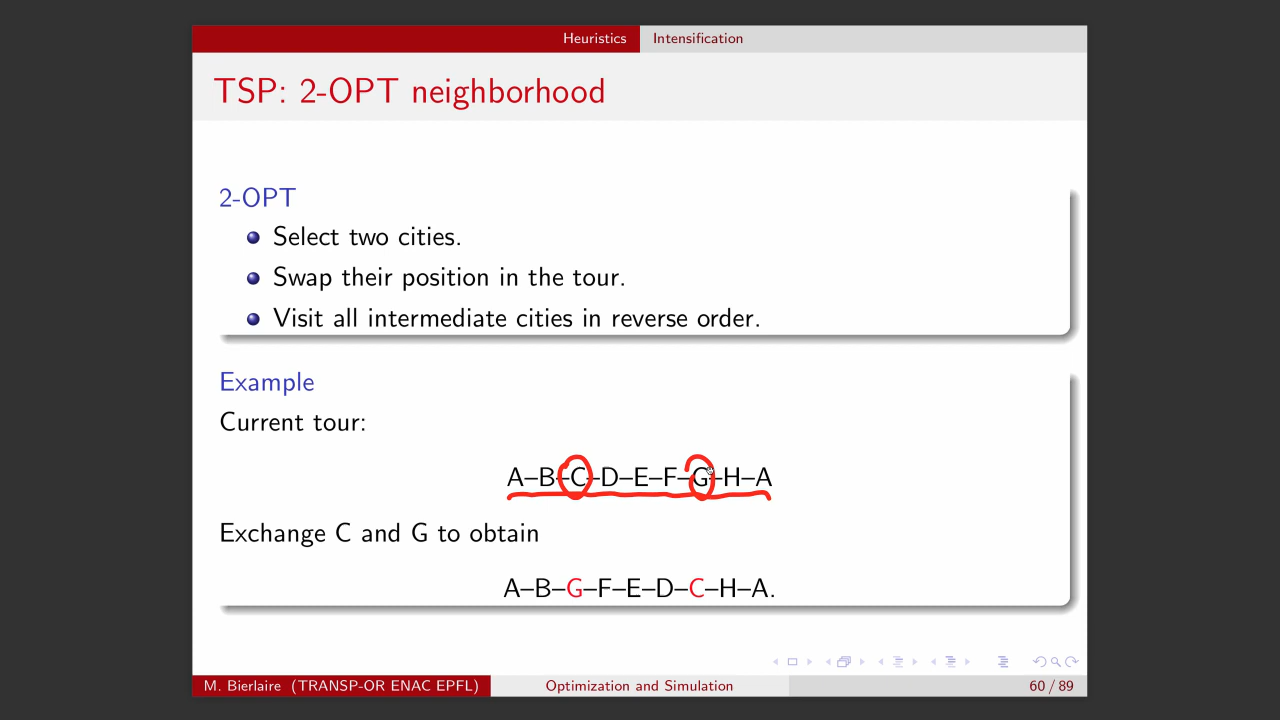 Heuristics Intensification
TSP: 2-OPT neighborhood
2-OPT
Select two cities.
Swap their position in the tour.
Visit all intermediate cities in reverse order.
Example
Current tour:
A–B–C–D–E–F–G–H–A
Exchange C and G to obtain
A–B–G–F–E–D–C–H–A.
M. Bierlaire (TRANSP-OR ENAC EPFL) Optimization and Simulation 60 / 89